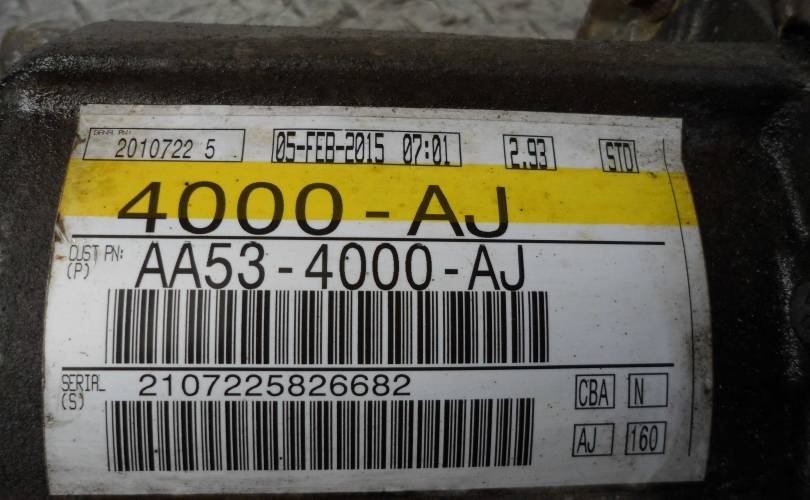 DANA PN: 2010722 5 05-FEB-2015 07:01 2.93 STD
4000-AJ
CUST PN: AA53-4000-AJ
(P)
SERIAL 2107225826682 CBA N
(S) AJ 160